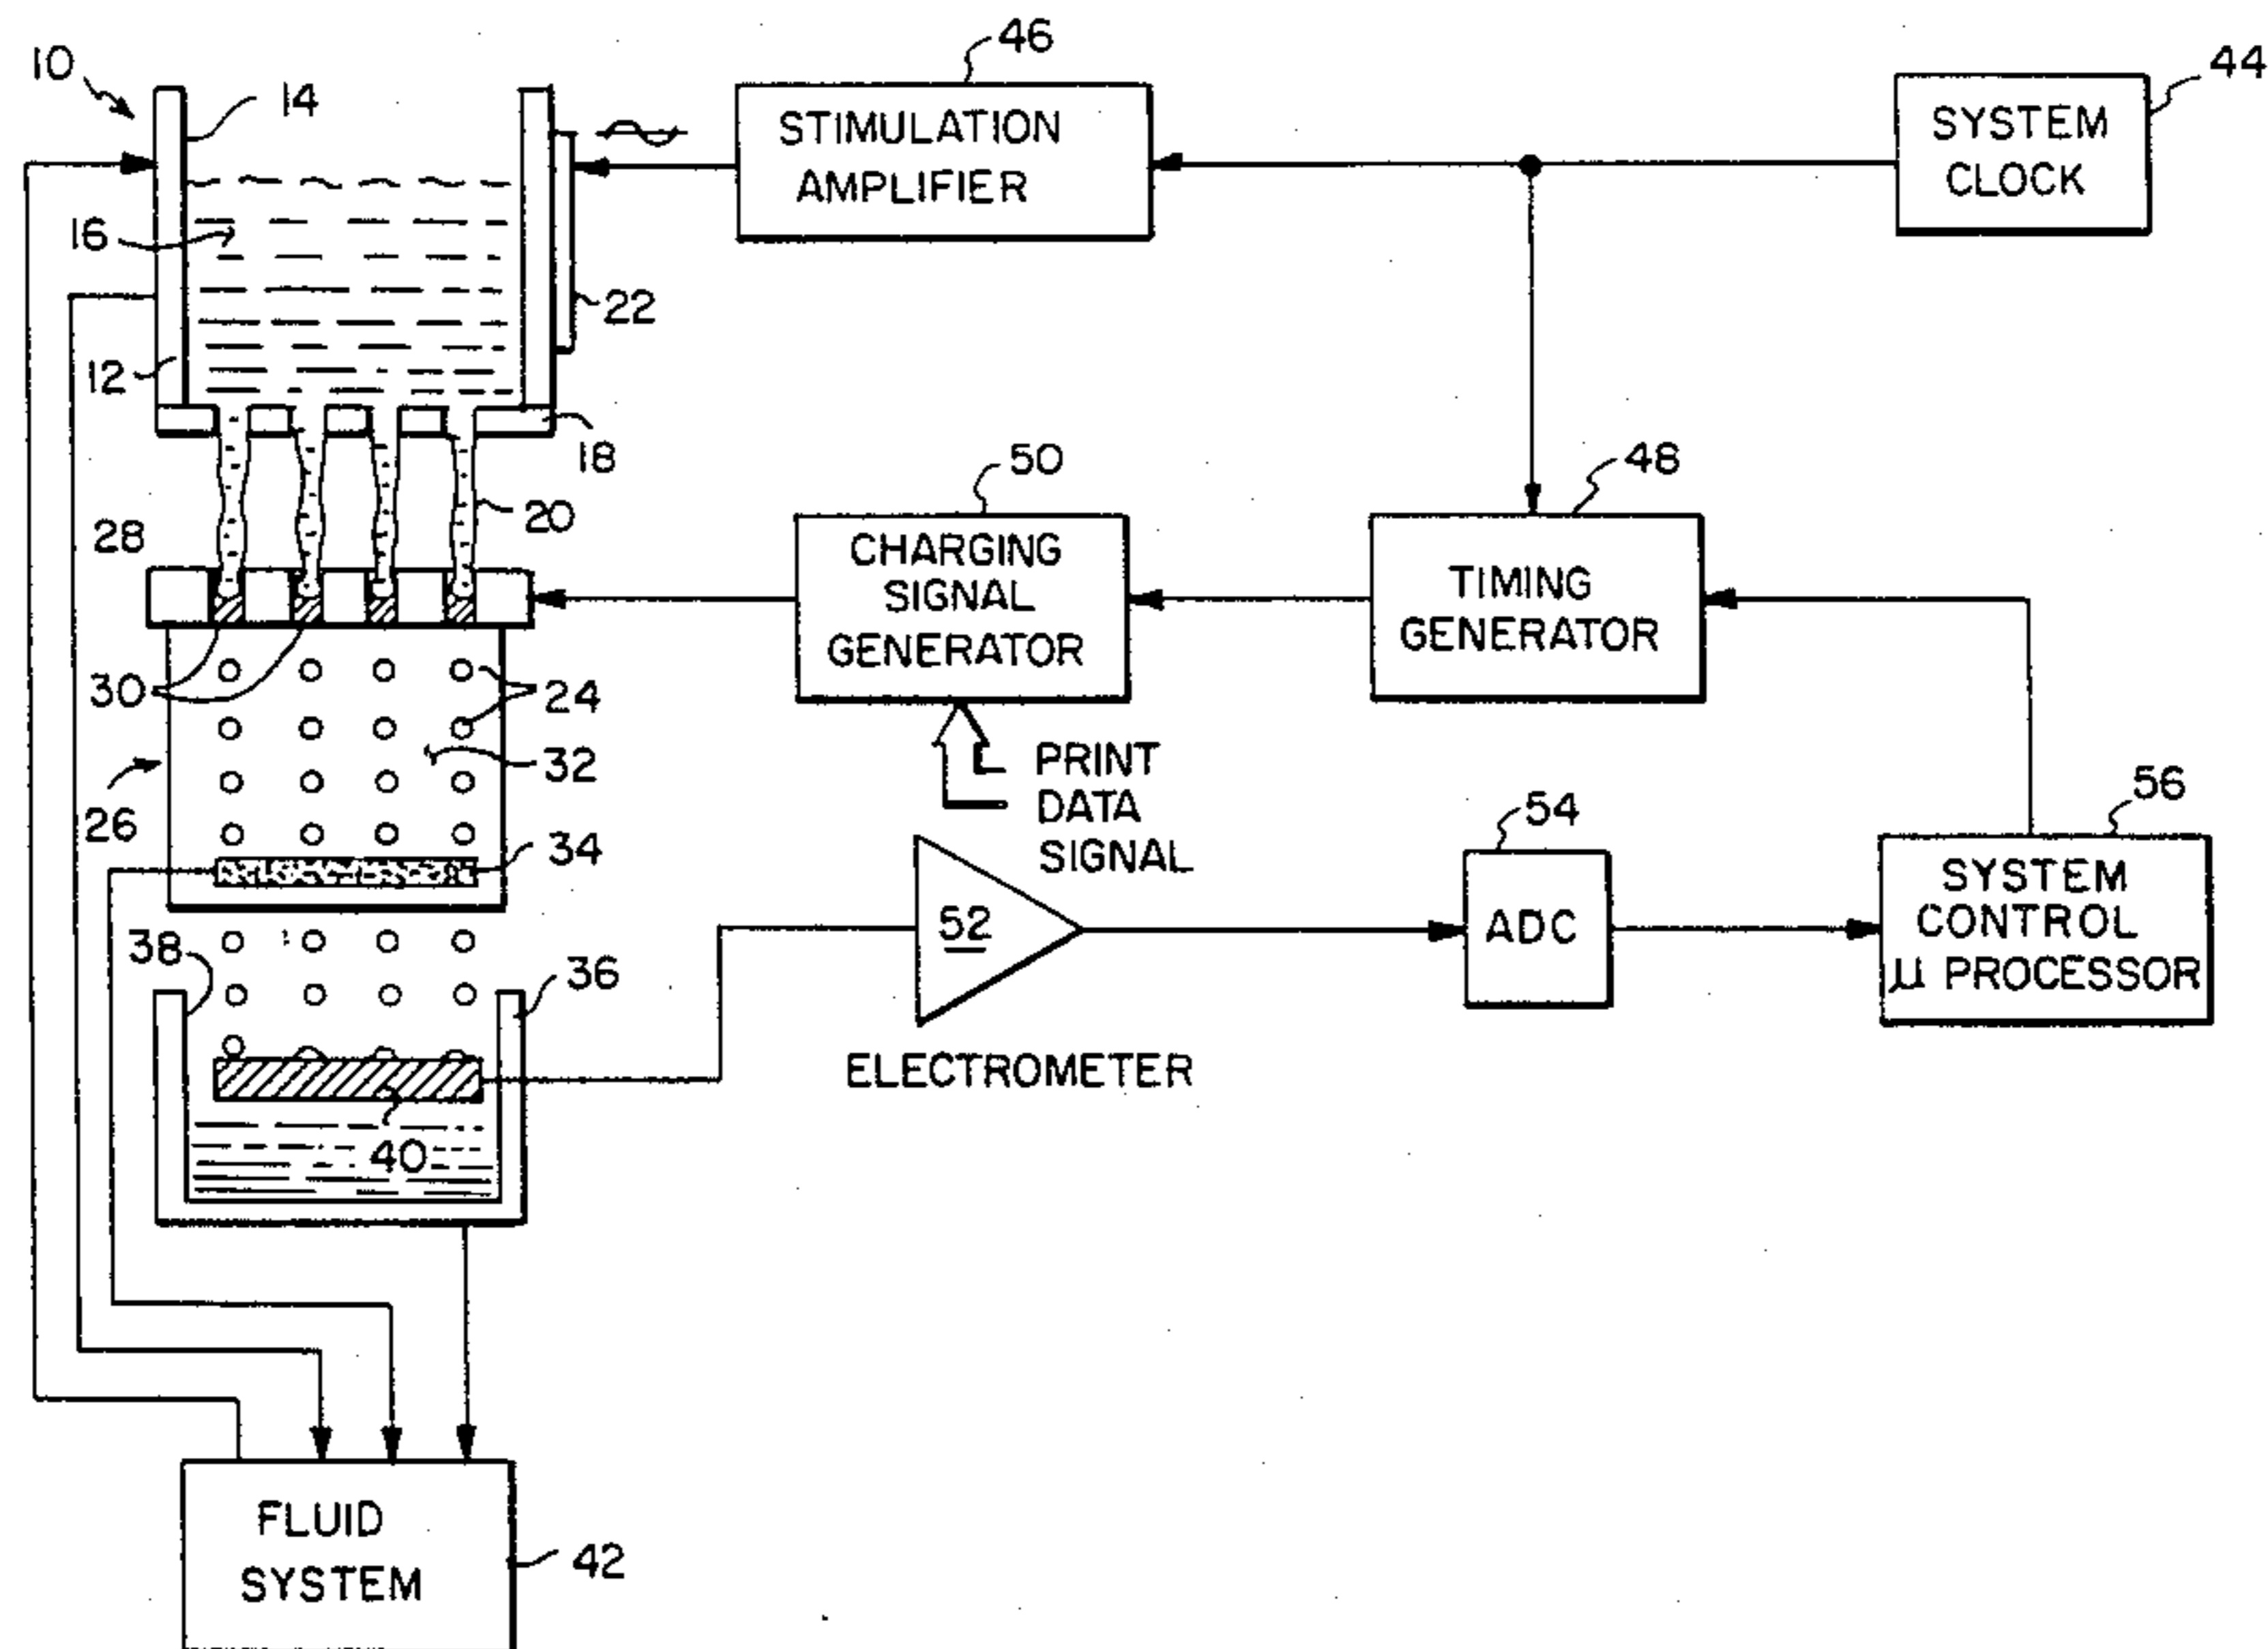 10
14
46
44
STIMULATION
AMPLIFIER
SYSTEM
CLOCK
16
22
12
18
50
48
20
28
CHARGING
SIGNAL
GENERATOR
TIMING
GENERATOR
30
24
32
PRINT
DATA
SIGNAL
26
34
54
56
52
ADC
SYSTEM
CONTROL
μ PROCESSOR
38
36
ELECTROMETER
40
FLUID
SYSTEM
42